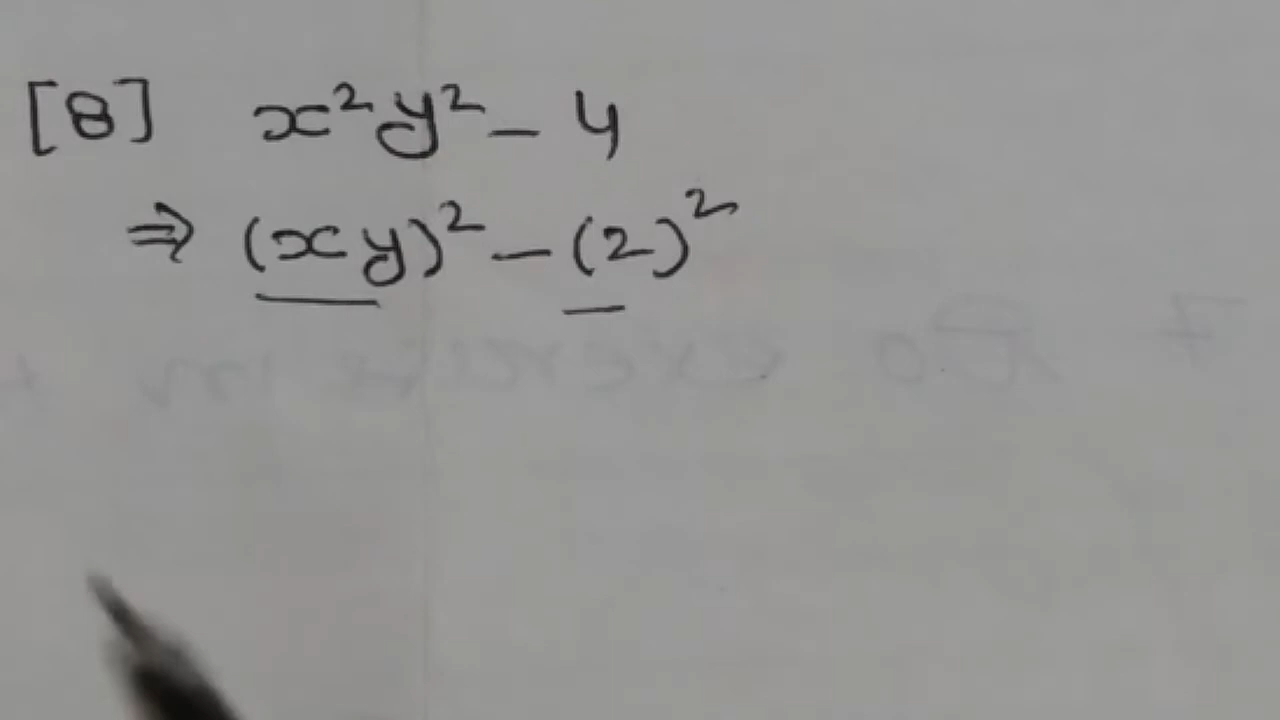 [8] x²y² – 4
⇒ (xy)² – (2)²